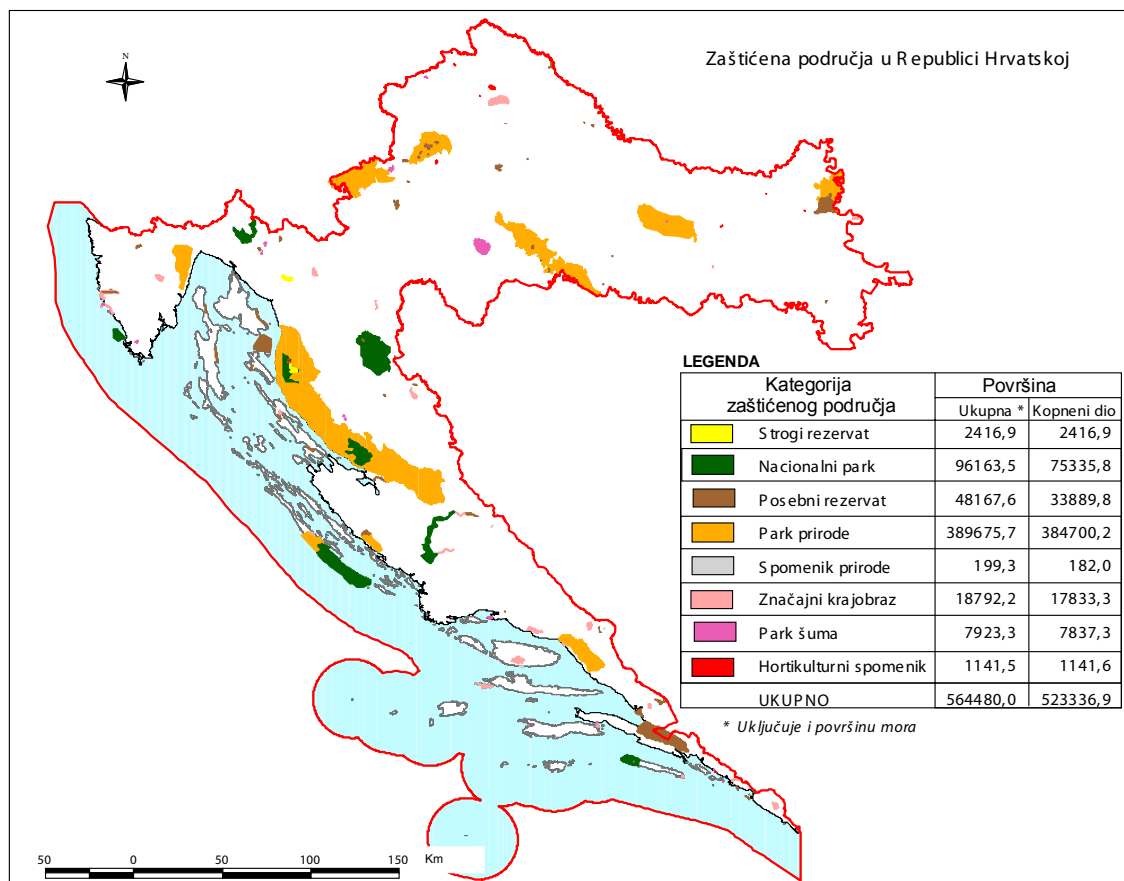 Zaštićena područja u Republici Hrvatskoj
N
LEGENDA
Kategorija zaštićenog područja
Površina
Ukupna * Kopneni dio
Strogi rezervat 2416,9 2416,9
Nacionalni park 96163,5 75335,8
Posebni rezervat 48167,6 33889,8
Park prirode 389675,7 384700,2
Spomenik prirode 199,3 182,0
Značajni krajobraz 18792,2 17833,3
Park šuma 7923,3 7837,3
Hortikulturni spomenik 1141,5 1141,6
UKUPNO 564480,0 523336,9
* Uključuje i površinu mora
50 0 50 100 150 Km